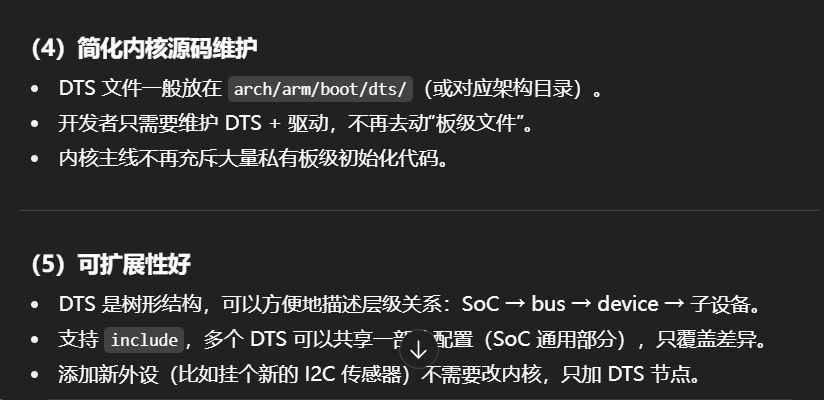 （4）简化内核源码维护
• DTS 文件一般放在 arch/arm/boot/dts/（或对应架构目录）。
• 开发者只需要维护 DTS + 驱动，不再去动“板级文件”。
• 内核主线不再充斥大量私有板级初始化代码。
（5）可扩展性好
• DTS 是树形结构，可以方便地描述层级关系：SoC → bus → device → 子设备。
• 支持 include，多个 DTS 可以共享一部 配置（SoC 通用部分），只覆盖差异。
• 添加新外设（比如挂个新的 I2C 传感器）不需要改内核，只加 DTS 节点。